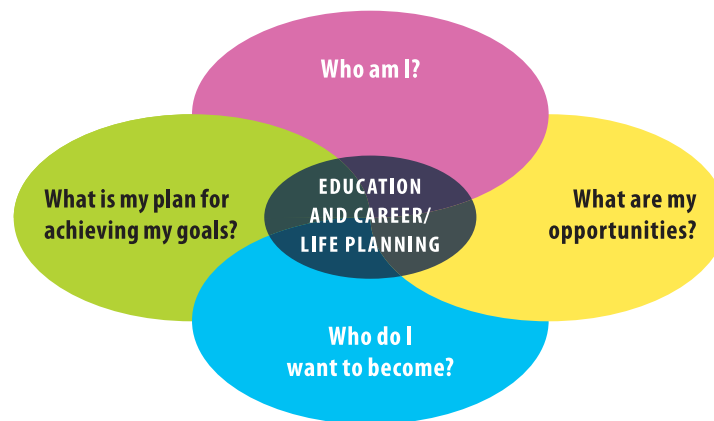 Who am I?
What is my plan for
achieving my goals?
EDUCATION
AND CAREER/
LIFE PLANNING
What are my
opportunities?
Who do I
want to become?